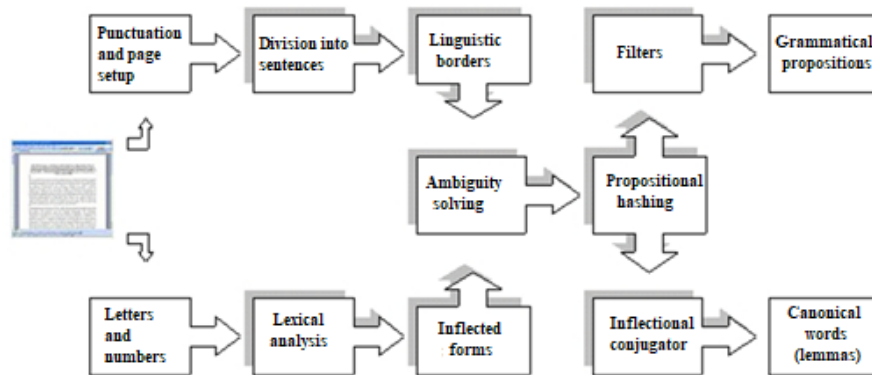 Punctuation
and page
setup
Division into
sentences
Linguistic
borders
Filters
Grammatical
propositions
Ambiguity
solving
Propositional
hashing
Letters
and
numbers
Lexical
analysis
Inflected
forms
Inflectional
conjugator
Canonical
words
(lemmas)